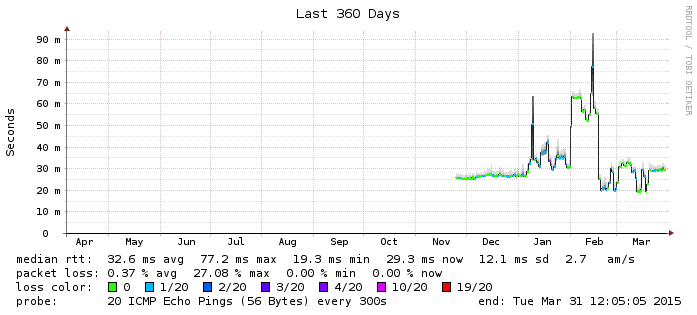 Last 360 Days
RRDTOOL / TOBI OETIKER
Seconds
90 m
80 m
70 m
60 m
50 m
40 m
30 m
20 m
10 m
0
Apr May Jun Jul Aug Sep Oct Nov Dec Jan Feb Mar
median rtt: 32.6 ms avg 77.2 ms max 19.3 ms min 29.3 ms now 12.1 ms sd 2.7 am/s
packet loss: 0.37 % avg 27.08 % max 0.00 % min 0.00 % now
loss color: 0 1/20 2/20 3/20 4/20 10/20 19/20
probe: 20 ICMP Echo Pings (56 Bytes) every 300s end: Tue Mar 31 12:05:05 2015